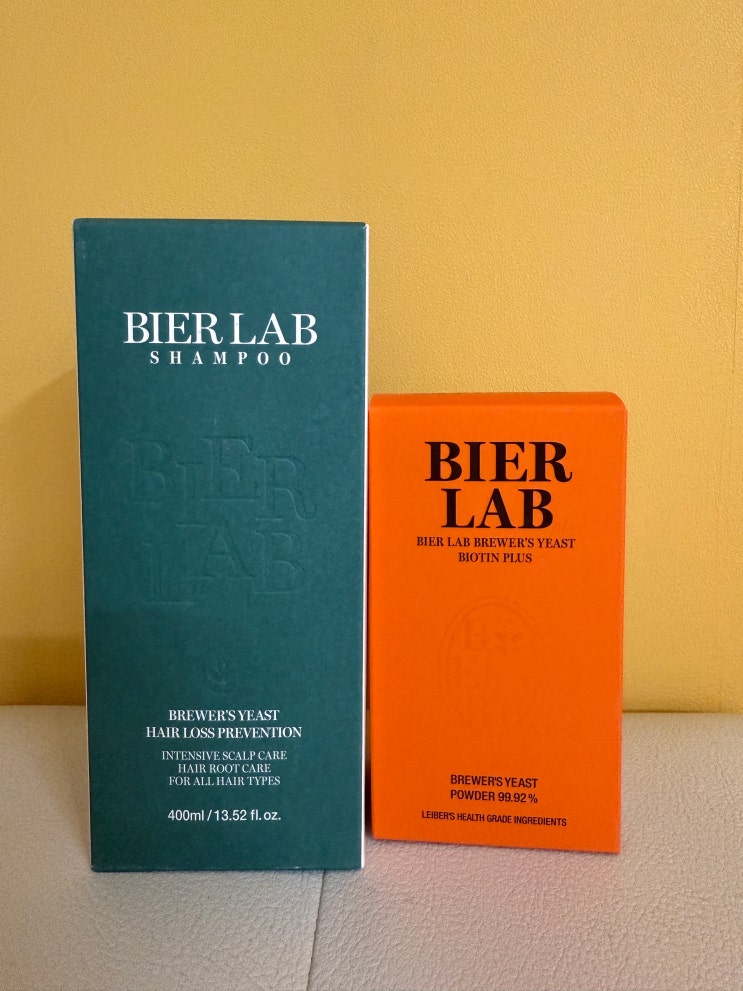 BIER LAB
SHAMPOO
BIER
LAB
BREWER'S YEAST
HAIR LOSS PREVENTION
INTENSIVE SCALP CARE
HAIR ROOT CARE
FOR ALL HAIR TYPES
400ml / 13.52 fl. oz.
BIER
LAB
BIER LAB BREWER'S YEAST
BIOTIN PLUS
BREWER'S YEAST
POWDER 99.92 %
LEIBER'S HEALTH GRADE INGREDIENTS